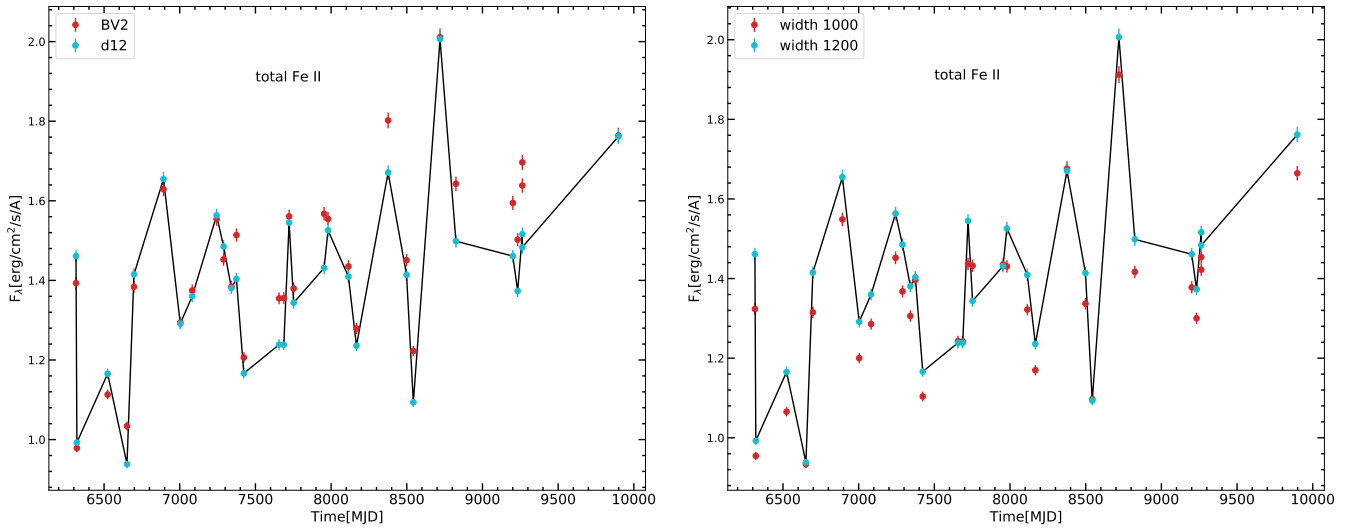 BV2
d12
total Fe II
2.0
1.8
1.6
1.4
1.2
1.0
Fλ[erg/cm²/s/A]
6500 7000 7500 8000 8500 9000 9500 10000
Time[MJD]
width 1000
width 1200
total Fe II
2.0
1.8
1.6
1.4
1.2
1.0
Fλ[erg/cm²/s/A]
6500 7000 7500 8000 8500 9000 9500 10000
Time[MJD]